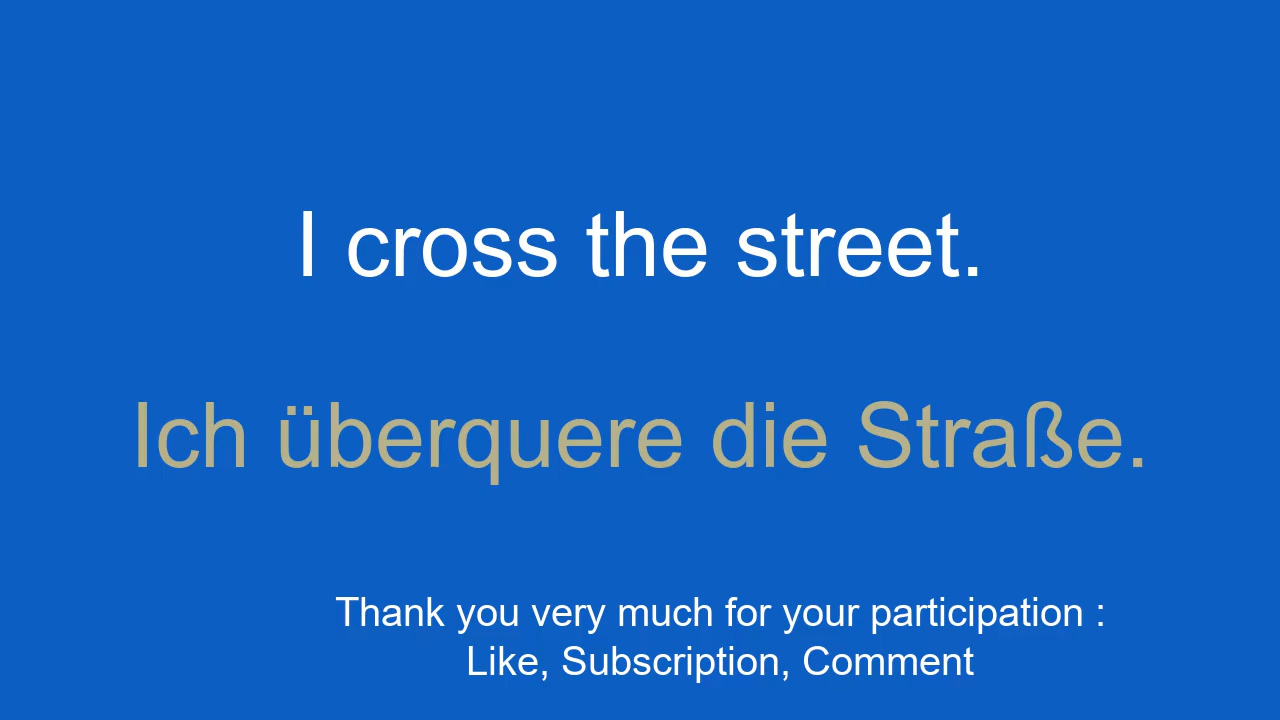 I cross the street.
Ich überquere die Straße.
Thank you very much for your participation :
Like, Subscription, Comment